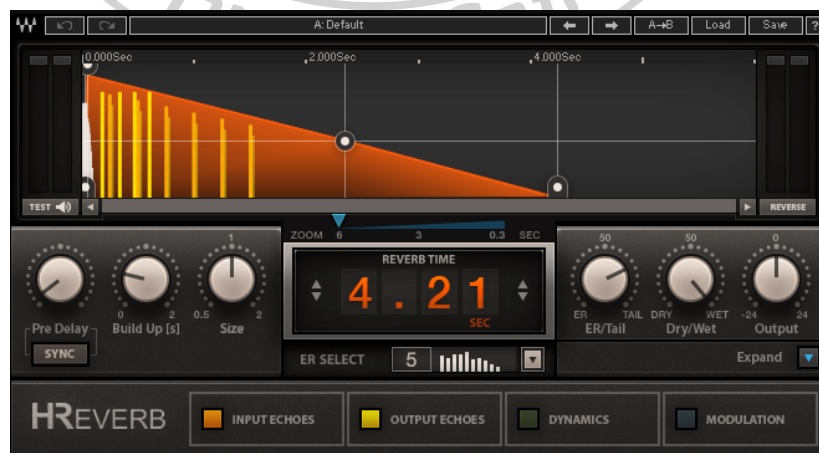 A: Default
A→B
Load
Save
?
0.000Sec
2.000Sec
4.000Sec
TEST
REVERSE
ZOOM 6 3 0.3 SEC
Pre Delay
SYNC
0 2
Build Up [s]
1
0.5 2
Size
REVERB TIME
4.21
SEC
ER SELECT 5
50
ER TAIL
ER/Tail
50
DRY WET
Dry/Wet
0
-24 24
Output
Expand
HREVERB
INPUT ECHOES
OUTPUT ECHOES
DYNAMICS
MODULATION